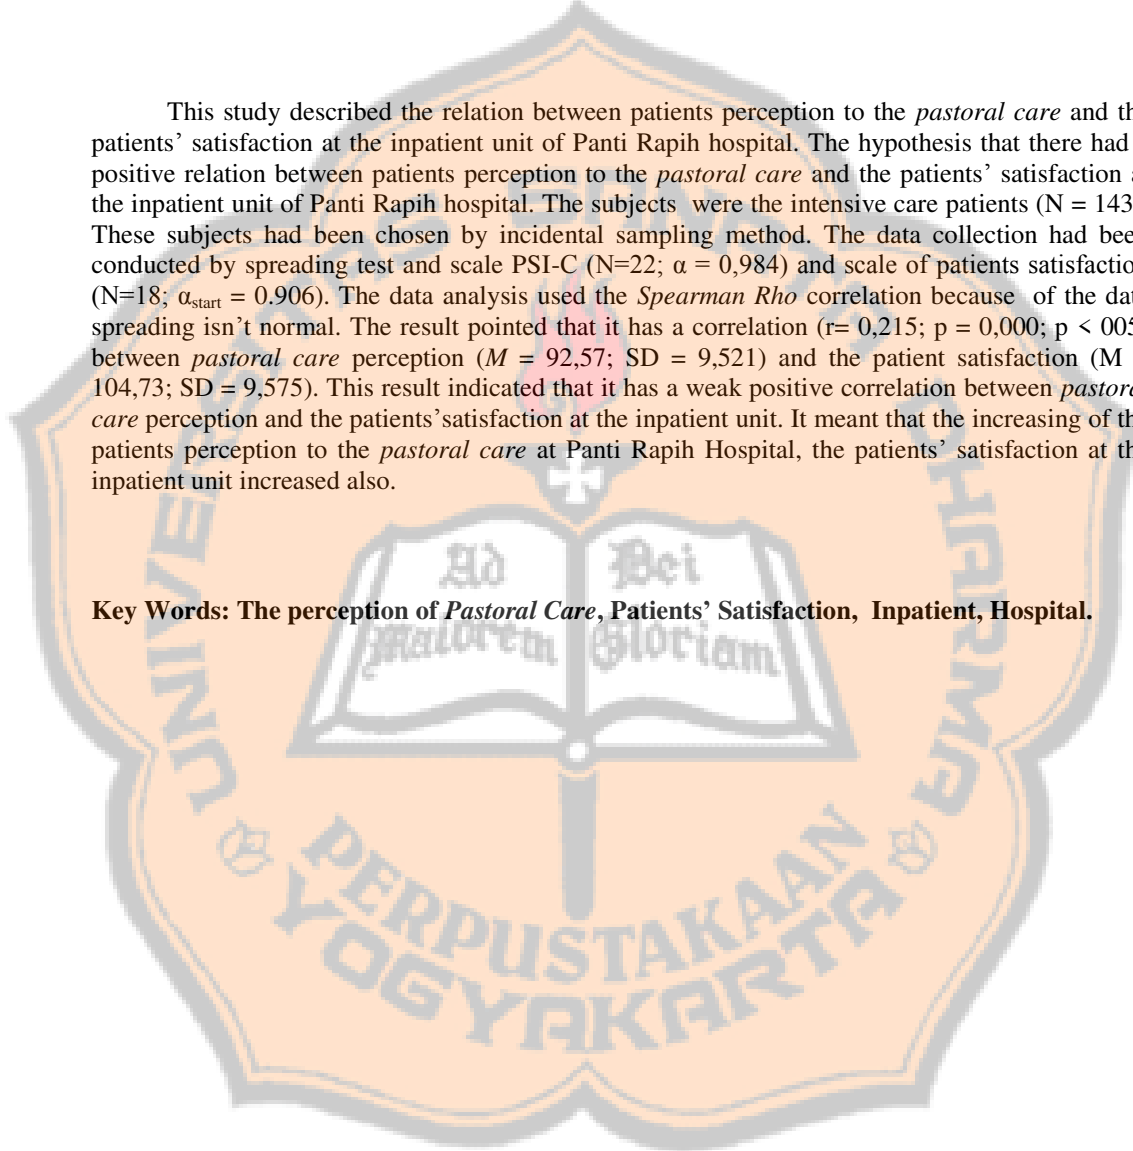 This study described the relation between patients perception to the pastoral care and th
patients' satisfaction at the inpatient unit of Panti Rapih hospital. The hypothesis that there had
positive relation between patients perception to the pastoral care and the patients' satisfaction a
the inpatient unit of Panti Rapih hospital. The subjects were the intensive care patients (N = 143
These subjects had been chosen by incidental sampling method. The data collection had bee
conducted by spreading test and scale PSI-C (N=22; α = 0,984) and scale of patients satisfactio
(N=18; αstart = 0.906). The data analysis used the Spearman Rho correlation because of the dat
spreading isn't normal. The result pointed that it has a correlation (r= 0,215; p = 0,000; p < 005
between pastoral care perception (M = 92,57; SD = 9,521) and the patient satisfaction (M
104,73; SD = 9,575). This result indicated that it has a weak positive correlation between pastora
care perception and the patients'satisfaction at the inpatient unit. It meant that the increasing of th
patients perception to the pastoral care at Panti Rapih Hospital, the patients' satisfaction at th
inpatient unit increased also.
Key Words: The perception of Pastoral Care, Patients' Satisfaction, Inpatient, Hospital.
UNIVERSITAS SANATA DHARMA
Ad Dei
Maiorem Gloriam
PERPUSTAKAAN
YOGYAKARTA